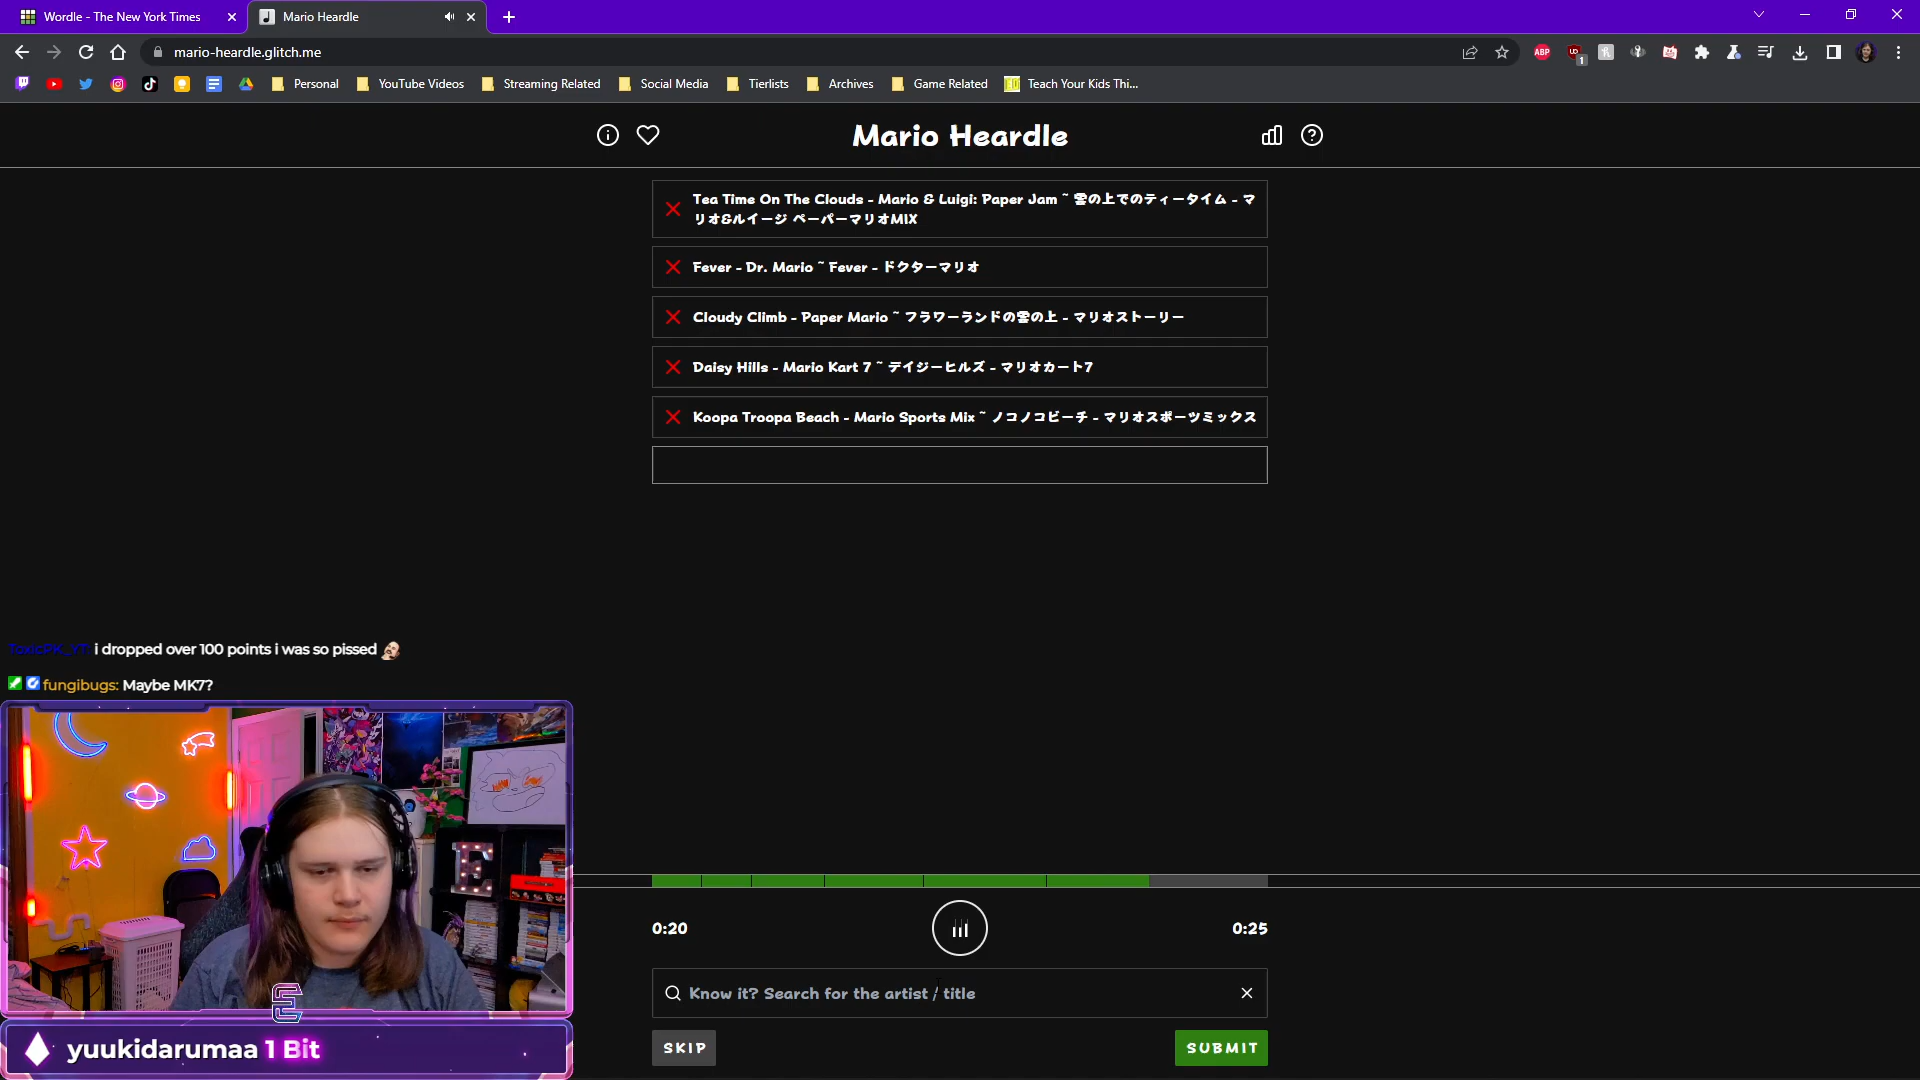 Wordle - The New York Times
Mario Heardle
mario-heardle.glitch.me
ABP
1
Personal
YouTube Videos
Streaming Related
Social Media
Tierlists
Archives
Game Related
Teach Your Kids Thi...
Mario Heardle
Tea Time On The Clouds - Mario & Luigi: Paper Jam ~ 雲の上でのティータイム - マ
リオ&ルイージ ペーパーマリオMIX
Fever - Dr. Mario ~ Fever - ドクターマリオ
Cloudy Climb - Paper Mario ~ フラワーランドの雲の上 - マリオストーリー
Daisy Hills - Mario Kart 7 ~ デイジーヒルズ - マリオカート7
Koopa Troopa Beach - Mario Sports Mix ~ ノコノコビーチ - マリオスポーツミックス
ToxicPK_YT: i dropped over 100 points i was so pissed
fungibugs: Maybe MK7?
E
0:20
0:25
Know it? Search for the artist / title
SKIP
SUBMIT
yuukidarumaa 1 Bit